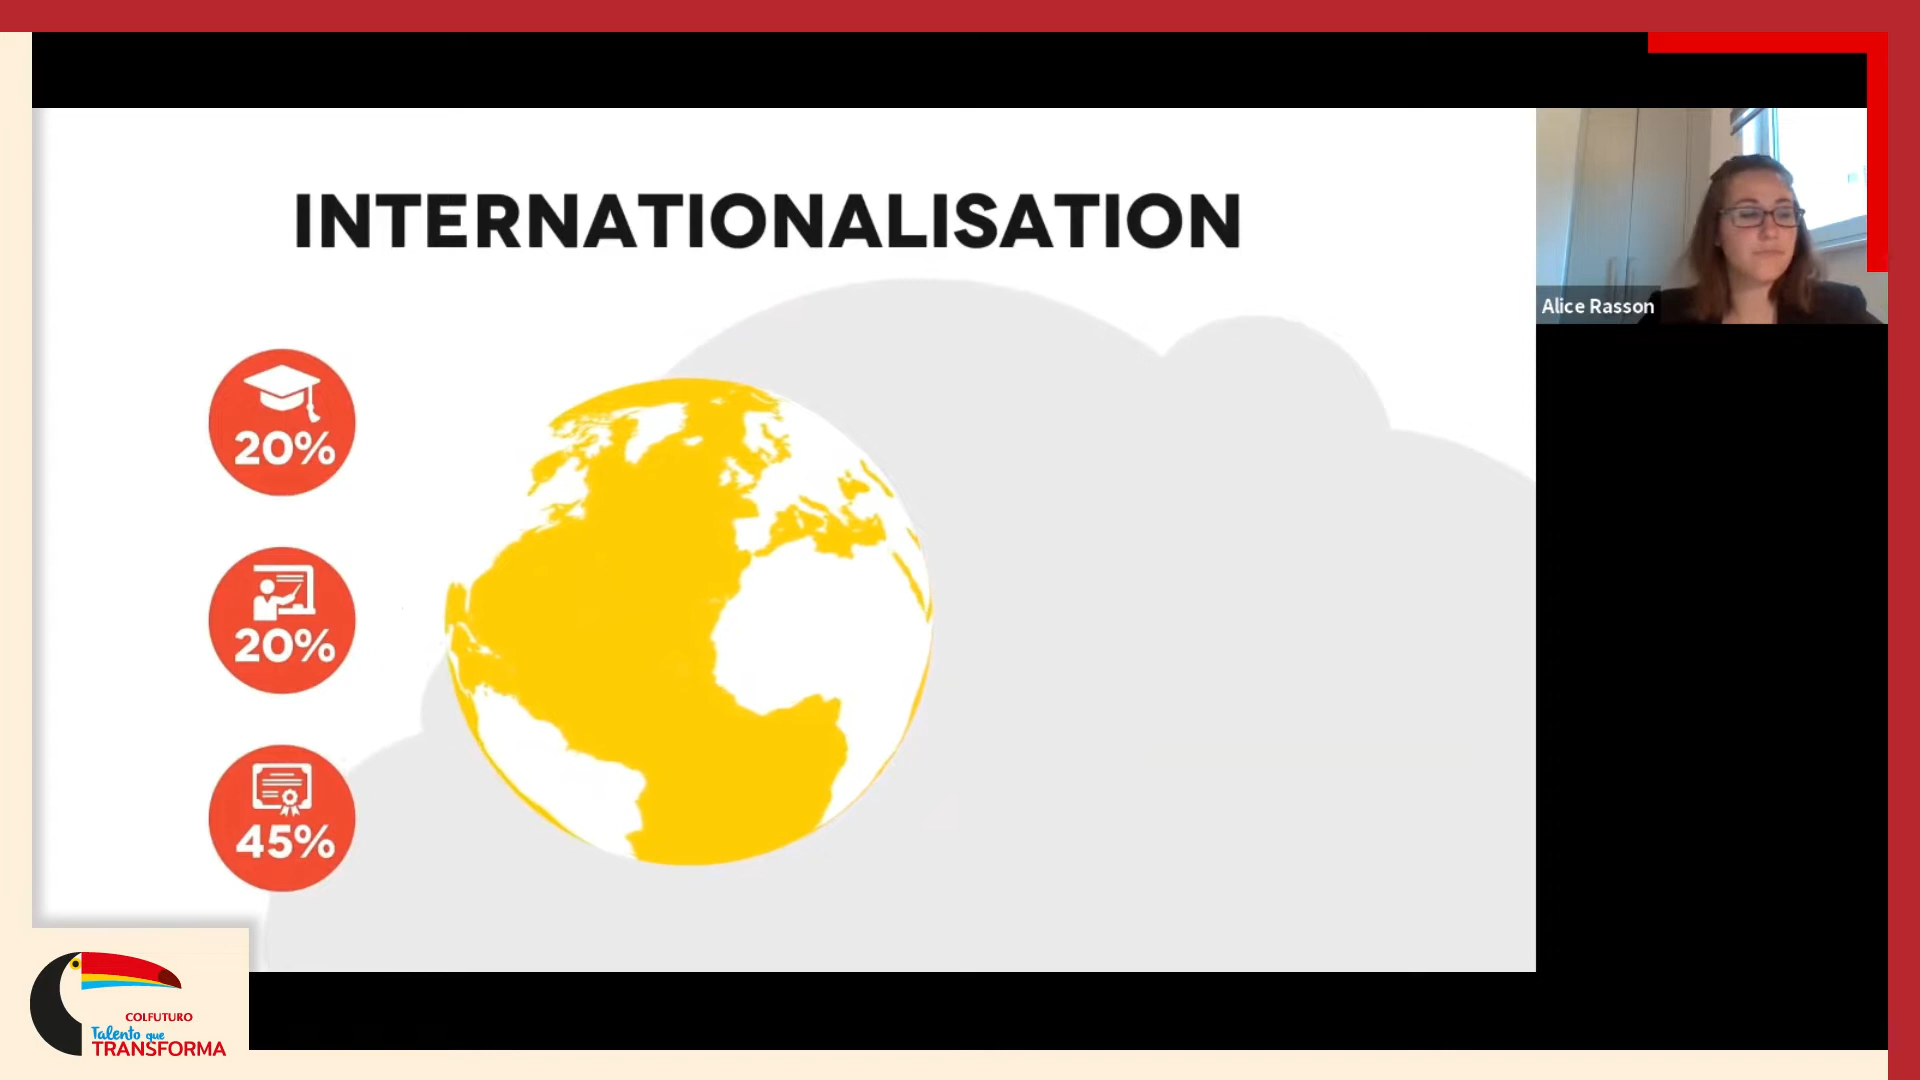 INTERNATIONALISATION
20%
20%
45%
Alice Rasson
COLFUTURO
Talento que
TRANSFORMA